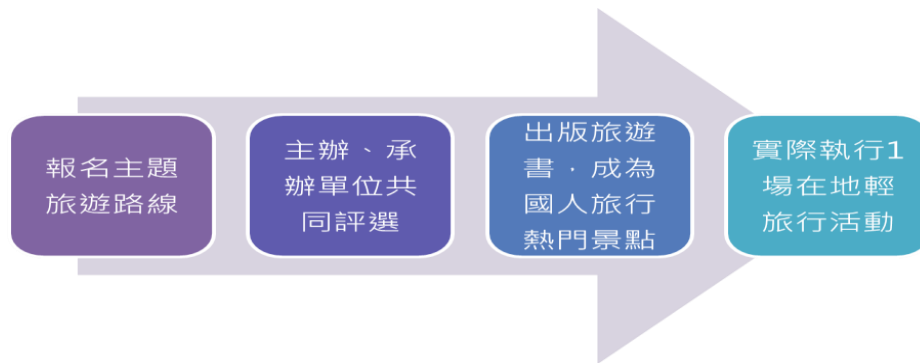 報名主題
旅遊路線
主辦、承
辦單位共
同評選
出版旅遊
書，成為
國人旅行
熱門景點
實際執行1
場在地輕
旅行活動